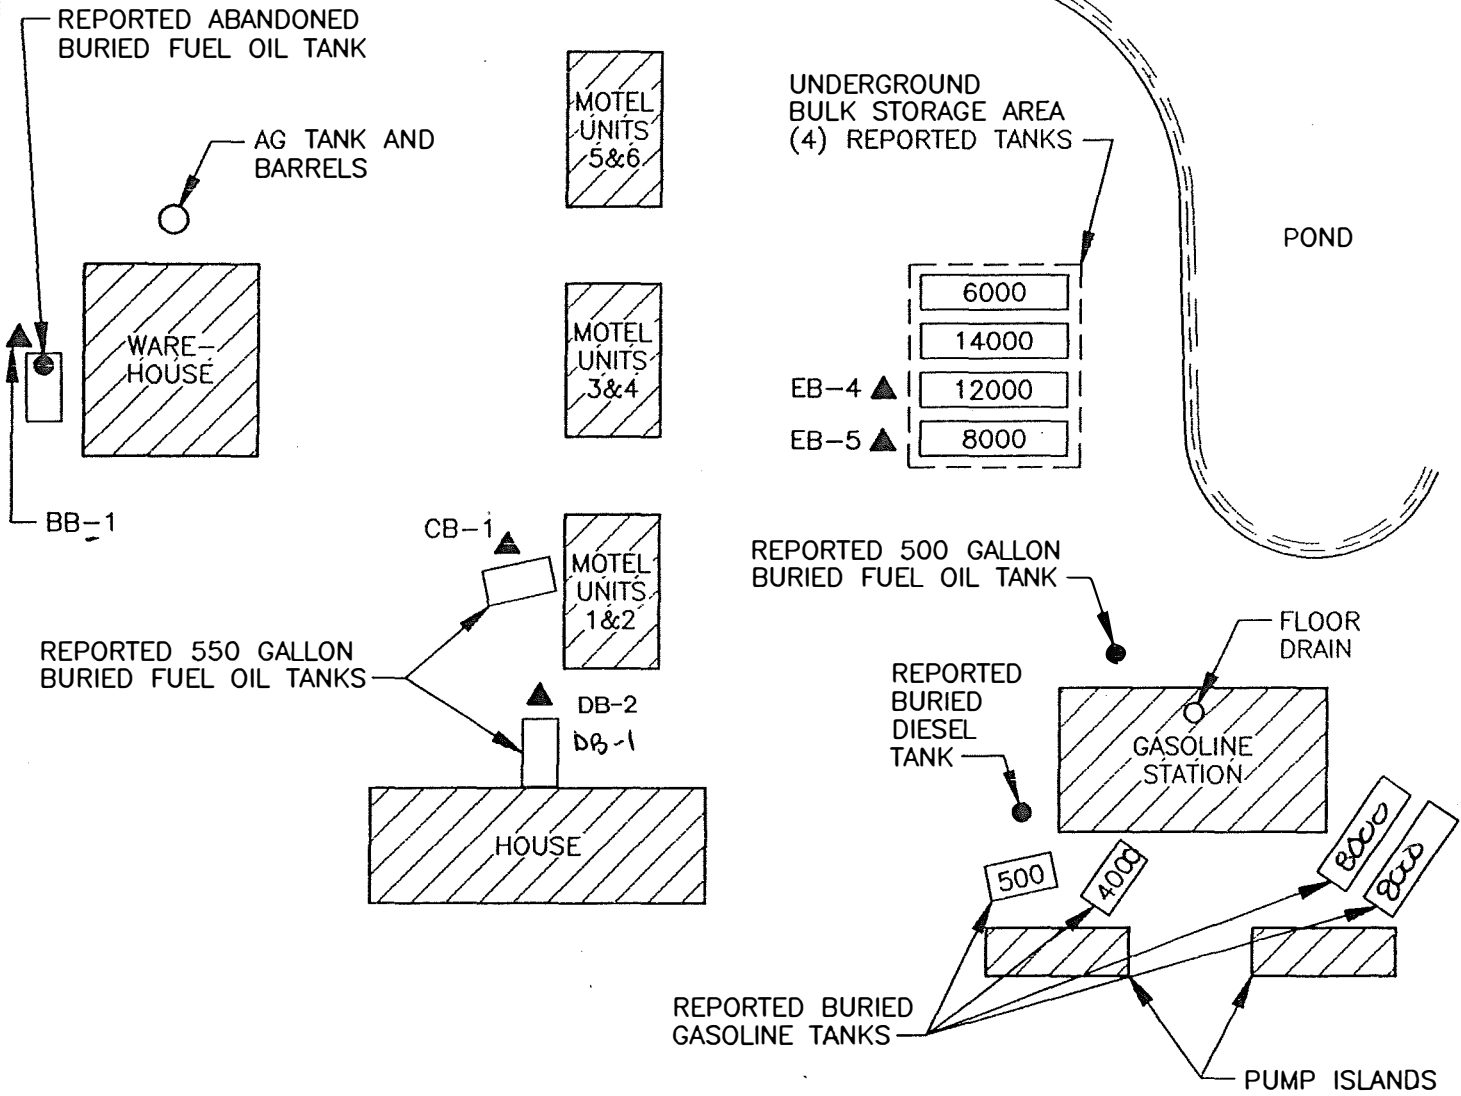 REPORTED ABANDONED
BURIED FUEL OIL TANK
AG TANK AND
BARRELS
MOTEL
UNITS
5&6
UNDERGROUND
BULK STORAGE AREA
(4) REPORTED TANKS
POND
WARE-
HOUSE
MOTEL
UNITS
3&4
6000
14000
EB-4
12000
EB-5
8000
BB-1
CB-1
MOTEL
UNITS
1&2
REPORTED 500 GALLON
BURIED FUEL OIL TANK
FLOOR
DRAIN
REPORTED 550 GALLON
BURIED FUEL OIL TANKS
DB-2
DB-1
REPORTED
BURIED
DIESEL
TANK
GASOLINE
STATION
HOUSE
500
4000
8000
8000
REPORTED BURIED
GASOLINE TANKS
PUMP ISLANDS